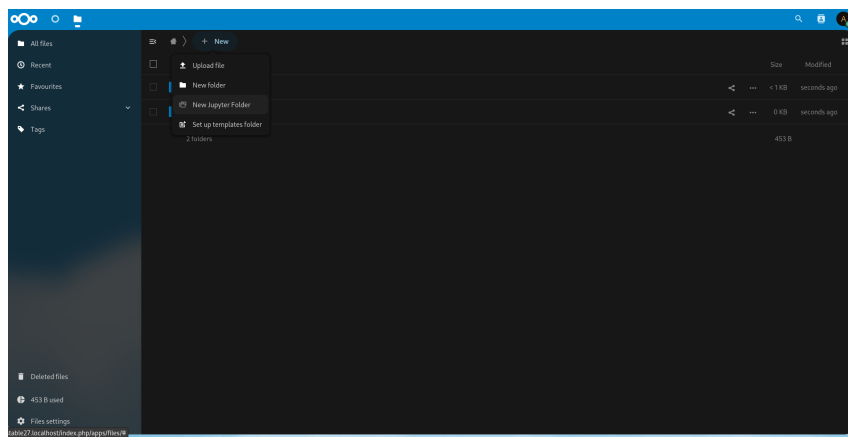 All files
Recent
Favourites
Shares
Tags
+ New
Upload file
New folder
New Jupyter Folder
Set up templates folder
Size Modified
< 1 KB seconds ago
0 KB seconds ago
2 folders 453 B
A
Deleted files
453 B used
Files settings
table27.localhost/index.php/apps/files/#